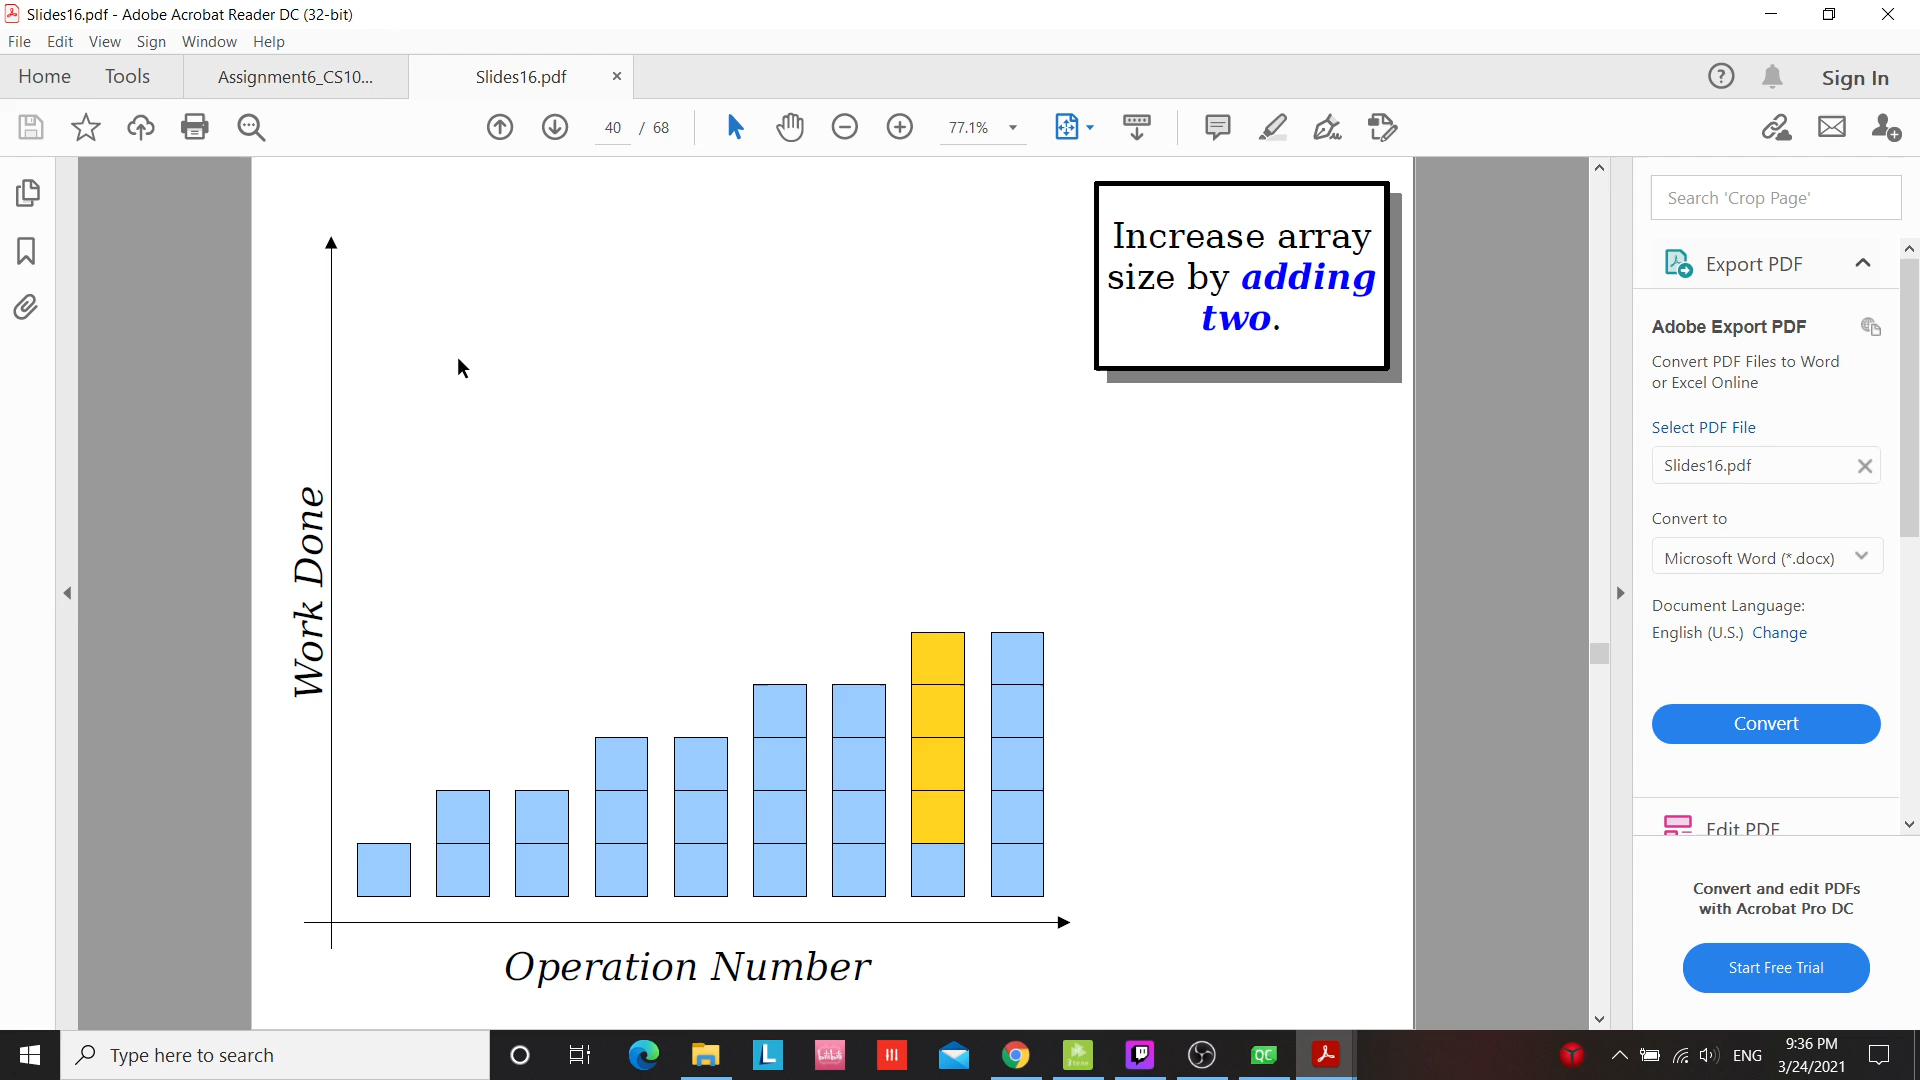 Slides16.pdf - Adobe Acrobat Reader DC (32-bit)
File Edit View Sign Window Help
Home Tools Assignment6_CS10... Slides16.pdf Sign In
40 / 68 77.1%
Increase array
size by adding
two.
Work Done
Operation Number
Search 'Crop Page'
Export PDF
Adobe Export PDF
Convert PDF Files to Word
or Excel Online
Select PDF File
Slides16.pdf
Convert to
Microsoft Word (*.docx)
Document Language:
English (U.S.) Change
Convert
Edit PDF
Convert and edit PDFs
with Acrobat Pro DC
Start Free Trial
Type here to search
L
QC
ENG
9:36 PM
3/24/2021